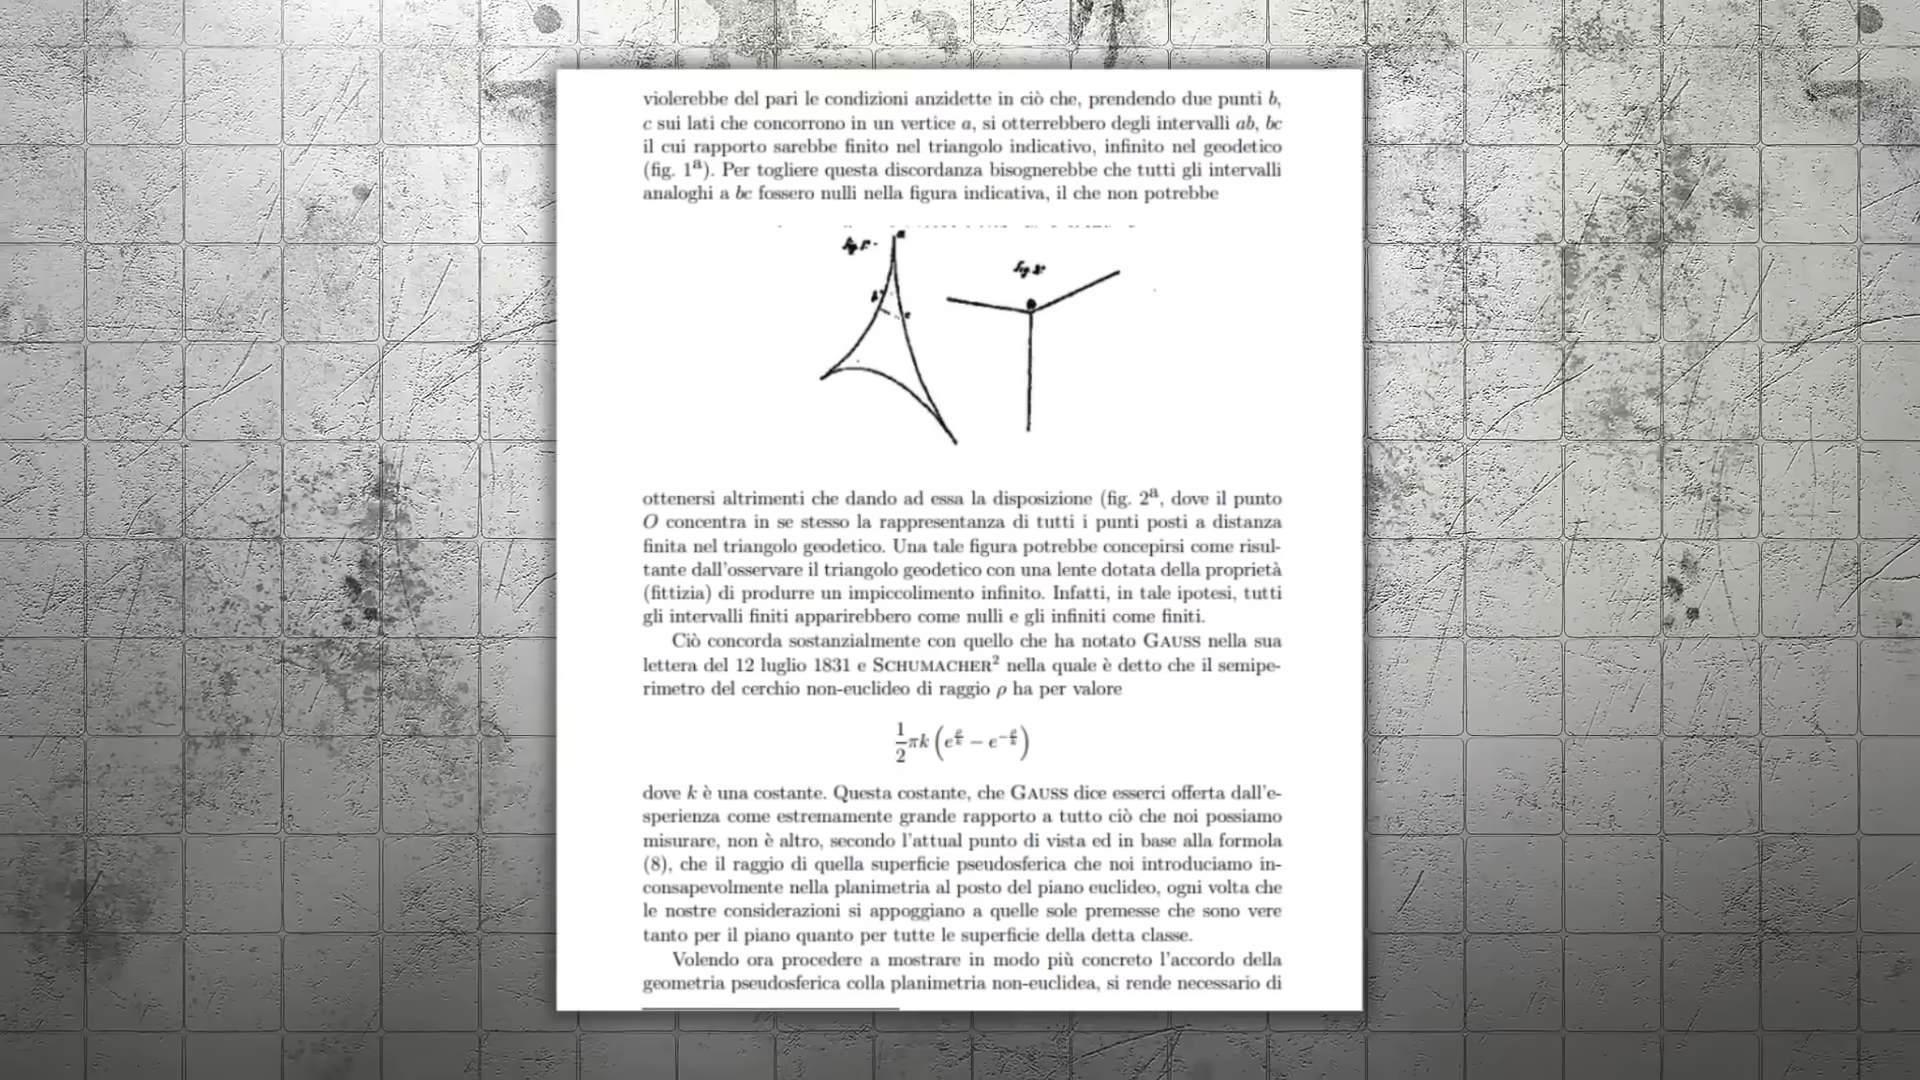 violerebbe del pari le condizioni anzidette in ciò che, prendendo due punti b,
c sui lati che concorrono in un vertice a, si otterrebbero degli intervalli ab, bc
il cui rapporto sarebbe finito nel triangolo indicativo, infinito nel geodetico
(fig. 1ª). Per togliere questa discordanza bisognerebbe che tutti gli intervalli
analoghi a bc fossero nulli nella figura indicativa, il che non potrebbe
ottenersi altrimenti che dando ad essa la disposizione (fig. 2ª, dove il punto
O concentra in se stesso la rappresentanza di tutti i punti posti a distanza
finita nel triangolo geodetico. Una tale figura potrebbe concepirsi come risul-
tante dall'osservare il triangolo geodetico con una lente dotata della proprietà
(fittizia) di produrre un impiccolimento infinito. Infatti, in tale ipotesi, tutti
gli intervalli finiti apparirebbero come nulli e gli infiniti come finiti.
Ciò concorda sostanzialmente con quello che ha notato GAUSS nella sua
lettera del 12 luglio 1831 e SCHUMACHER² nella quale è detto che il semipe-
rimetro del cerchio non-euclideo di raggio ρ ha per valore
1/2 πk (e^{ρ/k} − e^{−ρ/k})
dove k è una costante. Questa costante, che GAUSS dice esserci offerta dall'e-
sperienza come estremamente grande rapporto a tutto ciò che noi possiamo
misurare, non è altro, secondo l'attual punto di vista ed in base alla formola
(8), che il raggio di quella superficie pseudosferica che noi introduciamo in-
consapevolmente nella planimetria al posto del piano euclideo, ogni volta che
le nostre considerazioni si appoggiano a quelle sole premesse che sono vere
tanto per il piano quanto per tutte le superficie della detta classe.
Volendo ora procedere a mostrare in modo più concreto l'accordo della
geometria pseudosferica colla planimetria non-euclidea, si rende necessario di